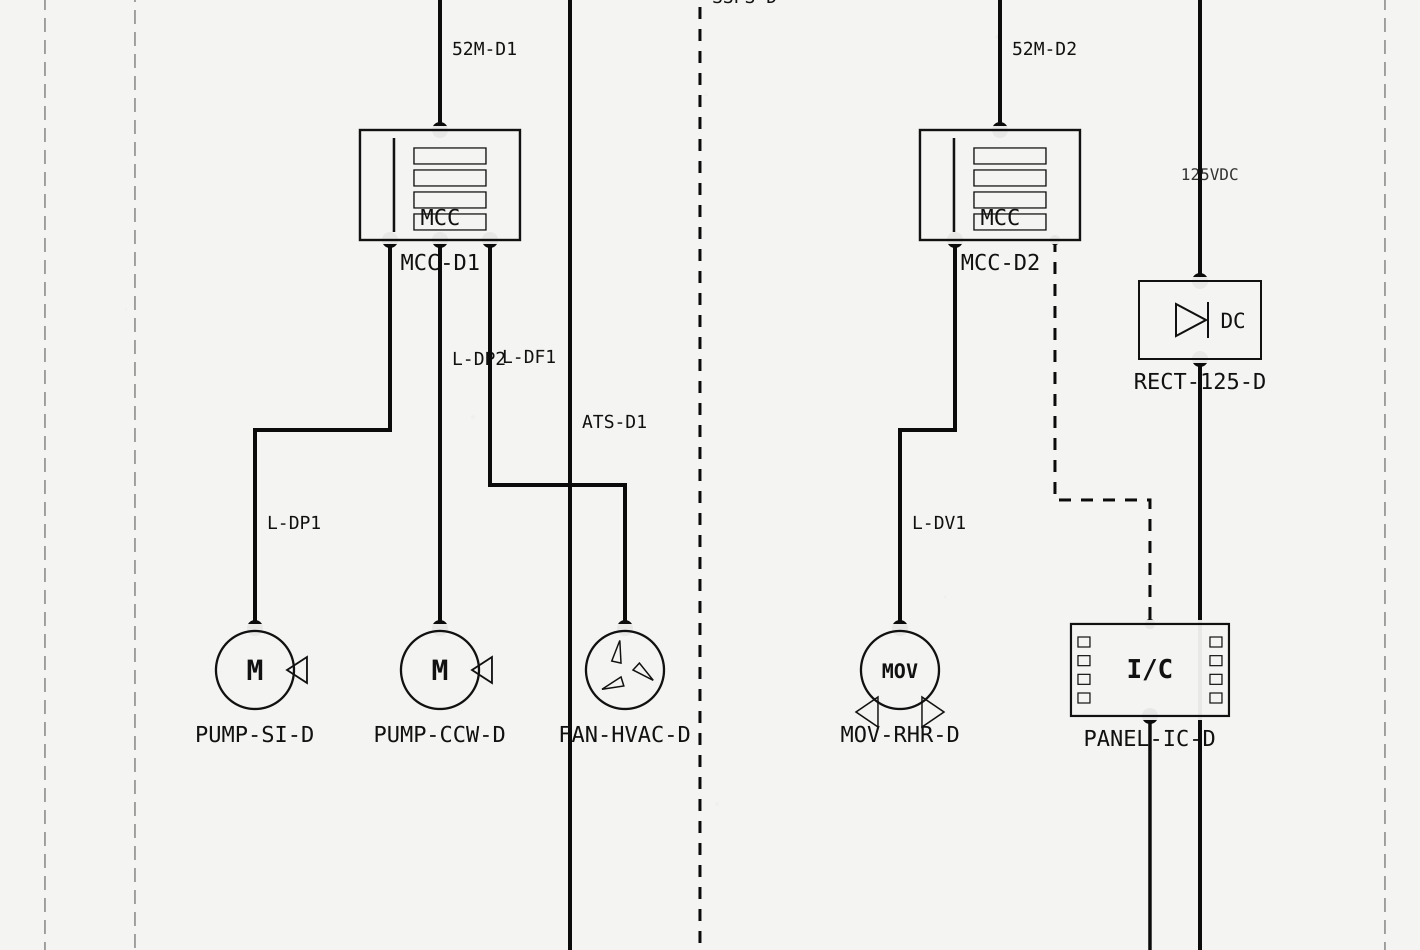 52M-D1
52M-D2
125VDC
MCC
MCC
MCC-D1
MCC-D2
DC
RECT-125-D
L-DP2
L-DF1
ATS-D1
L-DP1
L-DV1
M
M
MOV
I/C
PUMP-SI-D
PUMP-CCW-D
FAN-HVAC-D
MOV-RHR-D
PANEL-IC-D